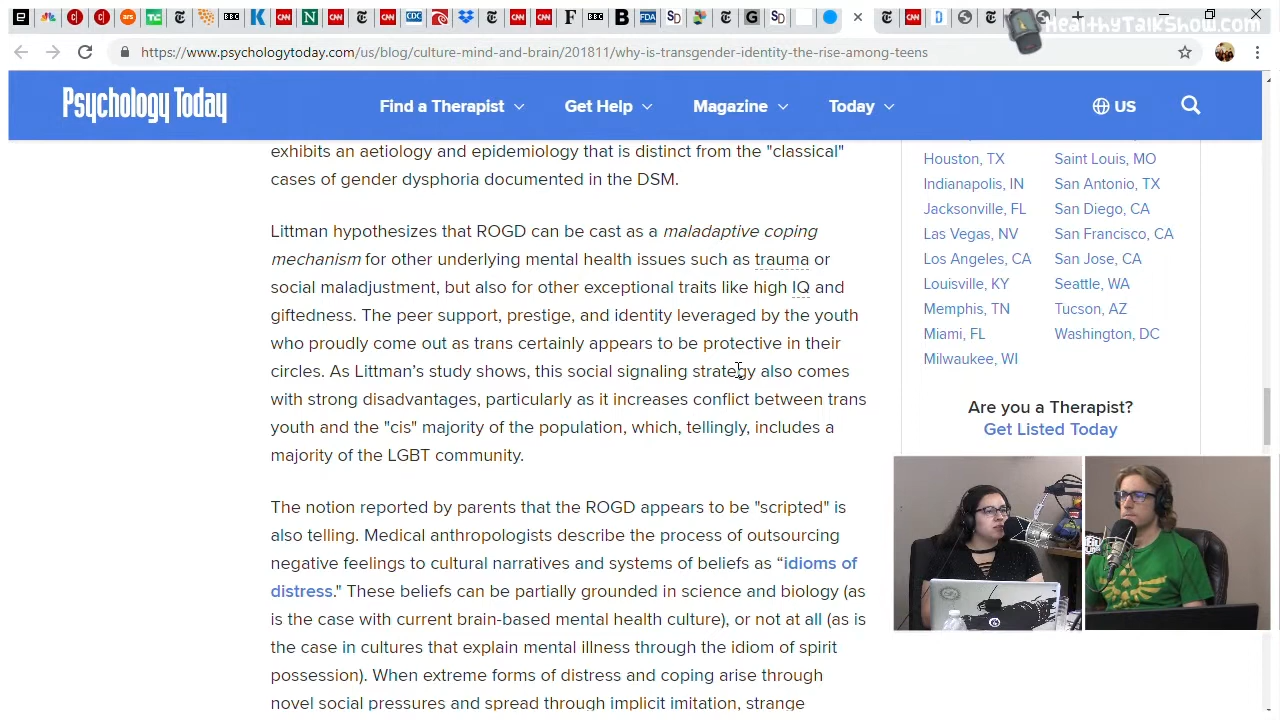 HealthyTalkShow.com
https://www.psychologytoday.com/us/blog/culture-mind-and-brain/201811/why-is-transgender-identity-the-rise-among-teens
Psychology Today
Find a Therapist
Get Help
Magazine
Today
US
exhibits an aetiology and epidemiology that is distinct from the "classical"
cases of gender dysphoria documented in the DSM.
Littman hypothesizes that ROGD can be cast as a maladaptive coping
mechanism for other underlying mental health issues such as trauma or
social maladjustment, but also for other exceptional traits like high IQ and
giftedness. The peer support, prestige, and identity leveraged by the youth
who proudly come out as trans certainly appears to be protective in their
circles. As Littman’s study shows, this social signaling strategy also comes
with strong disadvantages, particularly as it increases conflict between trans
youth and the "cis" majority of the population, which, tellingly, includes a
majority of the LGBT community.
The notion reported by parents that the ROGD appears to be "scripted" is
also telling. Medical anthropologists describe the process of outsourcing
negative feelings to cultural narratives and systems of beliefs as “idioms of
distress." These beliefs can be partially grounded in science and biology (as
is the case with current brain-based mental health culture), or not at all (as is
the case in cultures that explain mental illness through the idiom of spirit
possession). When extreme forms of distress and coping arise through
novel social pressures and spread through implicit imitation, strange
Houston, TX
Indianapolis, IN
Jacksonville, FL
Las Vegas, NV
Los Angeles, CA
Louisville, KY
Memphis, TN
Miami, FL
Milwaukee, WI
Saint Louis, MO
San Antonio, TX
San Diego, CA
San Francisco, CA
San Jose, CA
Seattle, WA
Tucson, AZ
Washington, DC
Are you a Therapist?
Get Listed Today